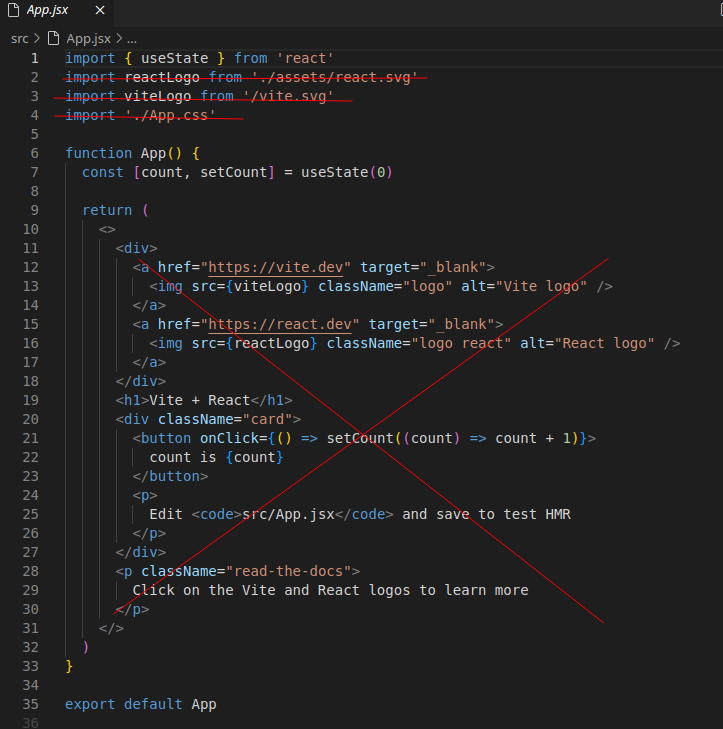 App.jsx ×
src > App.jsx > ...
1 import { useState } from 'react'
2 import reactLogo from './assets/react.svg'
3 import viteLogo from '/vite.svg'
4 import './App.css'
5
6 function App() {
7   const [count, setCount] = useState(0)
8
9   return (
10     <>
11       <div>
12         <a href="https://vite.dev" target="_blank">
13           <img src={viteLogo} className="logo" alt="Vite logo" />
14         </a>
15         <a href="https://react.dev" target="_blank">
16           <img src={reactLogo} className="logo react" alt="React logo" />
17         </a>
18       </div>
19       <h1>Vite + React</h1>
20       <div className="card">
21         <button onClick={() => setCount((count) => count + 1)}>
22           count is {count}
23         </button>
24         <p>
25           Edit <code>src/App.jsx</code> and save to test HMR
26         </p>
27       </div>
28       <p className="read-the-docs">
29         Click on the Vite and React logos to learn more
30       </p>
31     </>
32   )
33 }
34
35 export default App
36